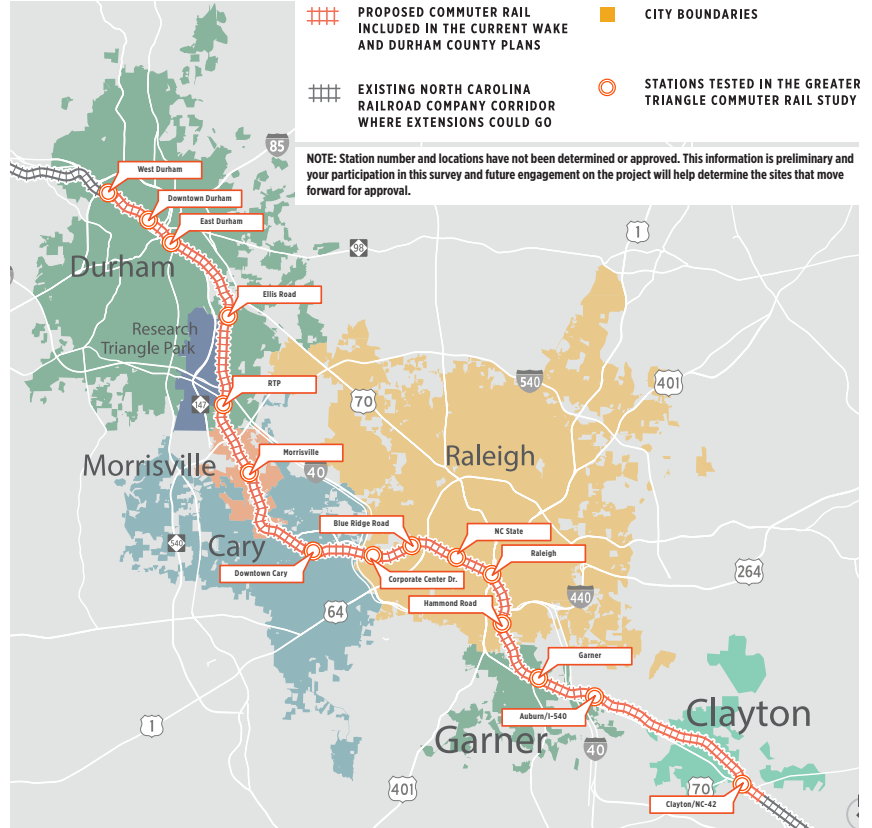 PROPOSED COMMUTER RAIL
INCLUDED IN THE CURRENT WAKE
AND DURHAM COUNTY PLANS
CITY BOUNDARIES
EXISTING NORTH CAROLINA
RAILROAD COMPANY CORRIDOR
WHERE EXTENSIONS COULD GO
STATIONS TESTED IN THE GREATER
TRIANGLE COMMUTER RAIL STUDY
NOTE: Station number and locations have not been determined or approved. This information is preliminary and
your participation in this survey and future engagement on the project will help determine the sites that move
forward for approval.
85
West Durham
Downtown Durham
East Durham
1
98
Durham
Ellis Road
Research
Triangle Park
RTP
540
401
70
147
Morrisville
Morrisville
Raleigh
40
Blue Ridge Road
NC State
540
Cary
Raleigh
Downtown Cary
Corporate Center Dr.
264
Hammond Road
440
64
Garner
Auburn/I-540
Clayton
1
Garner
40
401
70
Clayton/NC-42